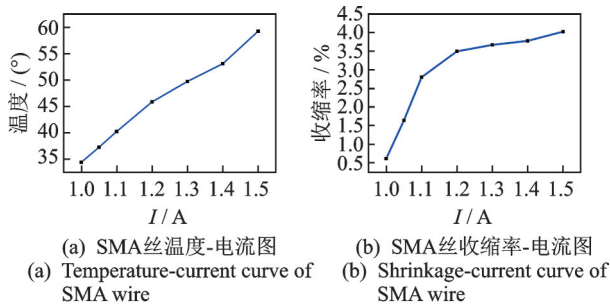 60
55
50
45
40
35
温度 / (°)
1.0 1.1 1.2 1.3 1.4 1.5
I / A
(a) SMA丝温度-电流图
(a) Temperature-current curve of
SMA wire
4.5
4.0
3.5
3.0
2.5
2.0
1.5
1.0
0.5
收缩率 / %
1.0 1.1 1.2 1.3 1.4 1.5
I / A
(b) SMA丝收缩率-电流图
(b) Shrinkage-current curve of
SMA wire